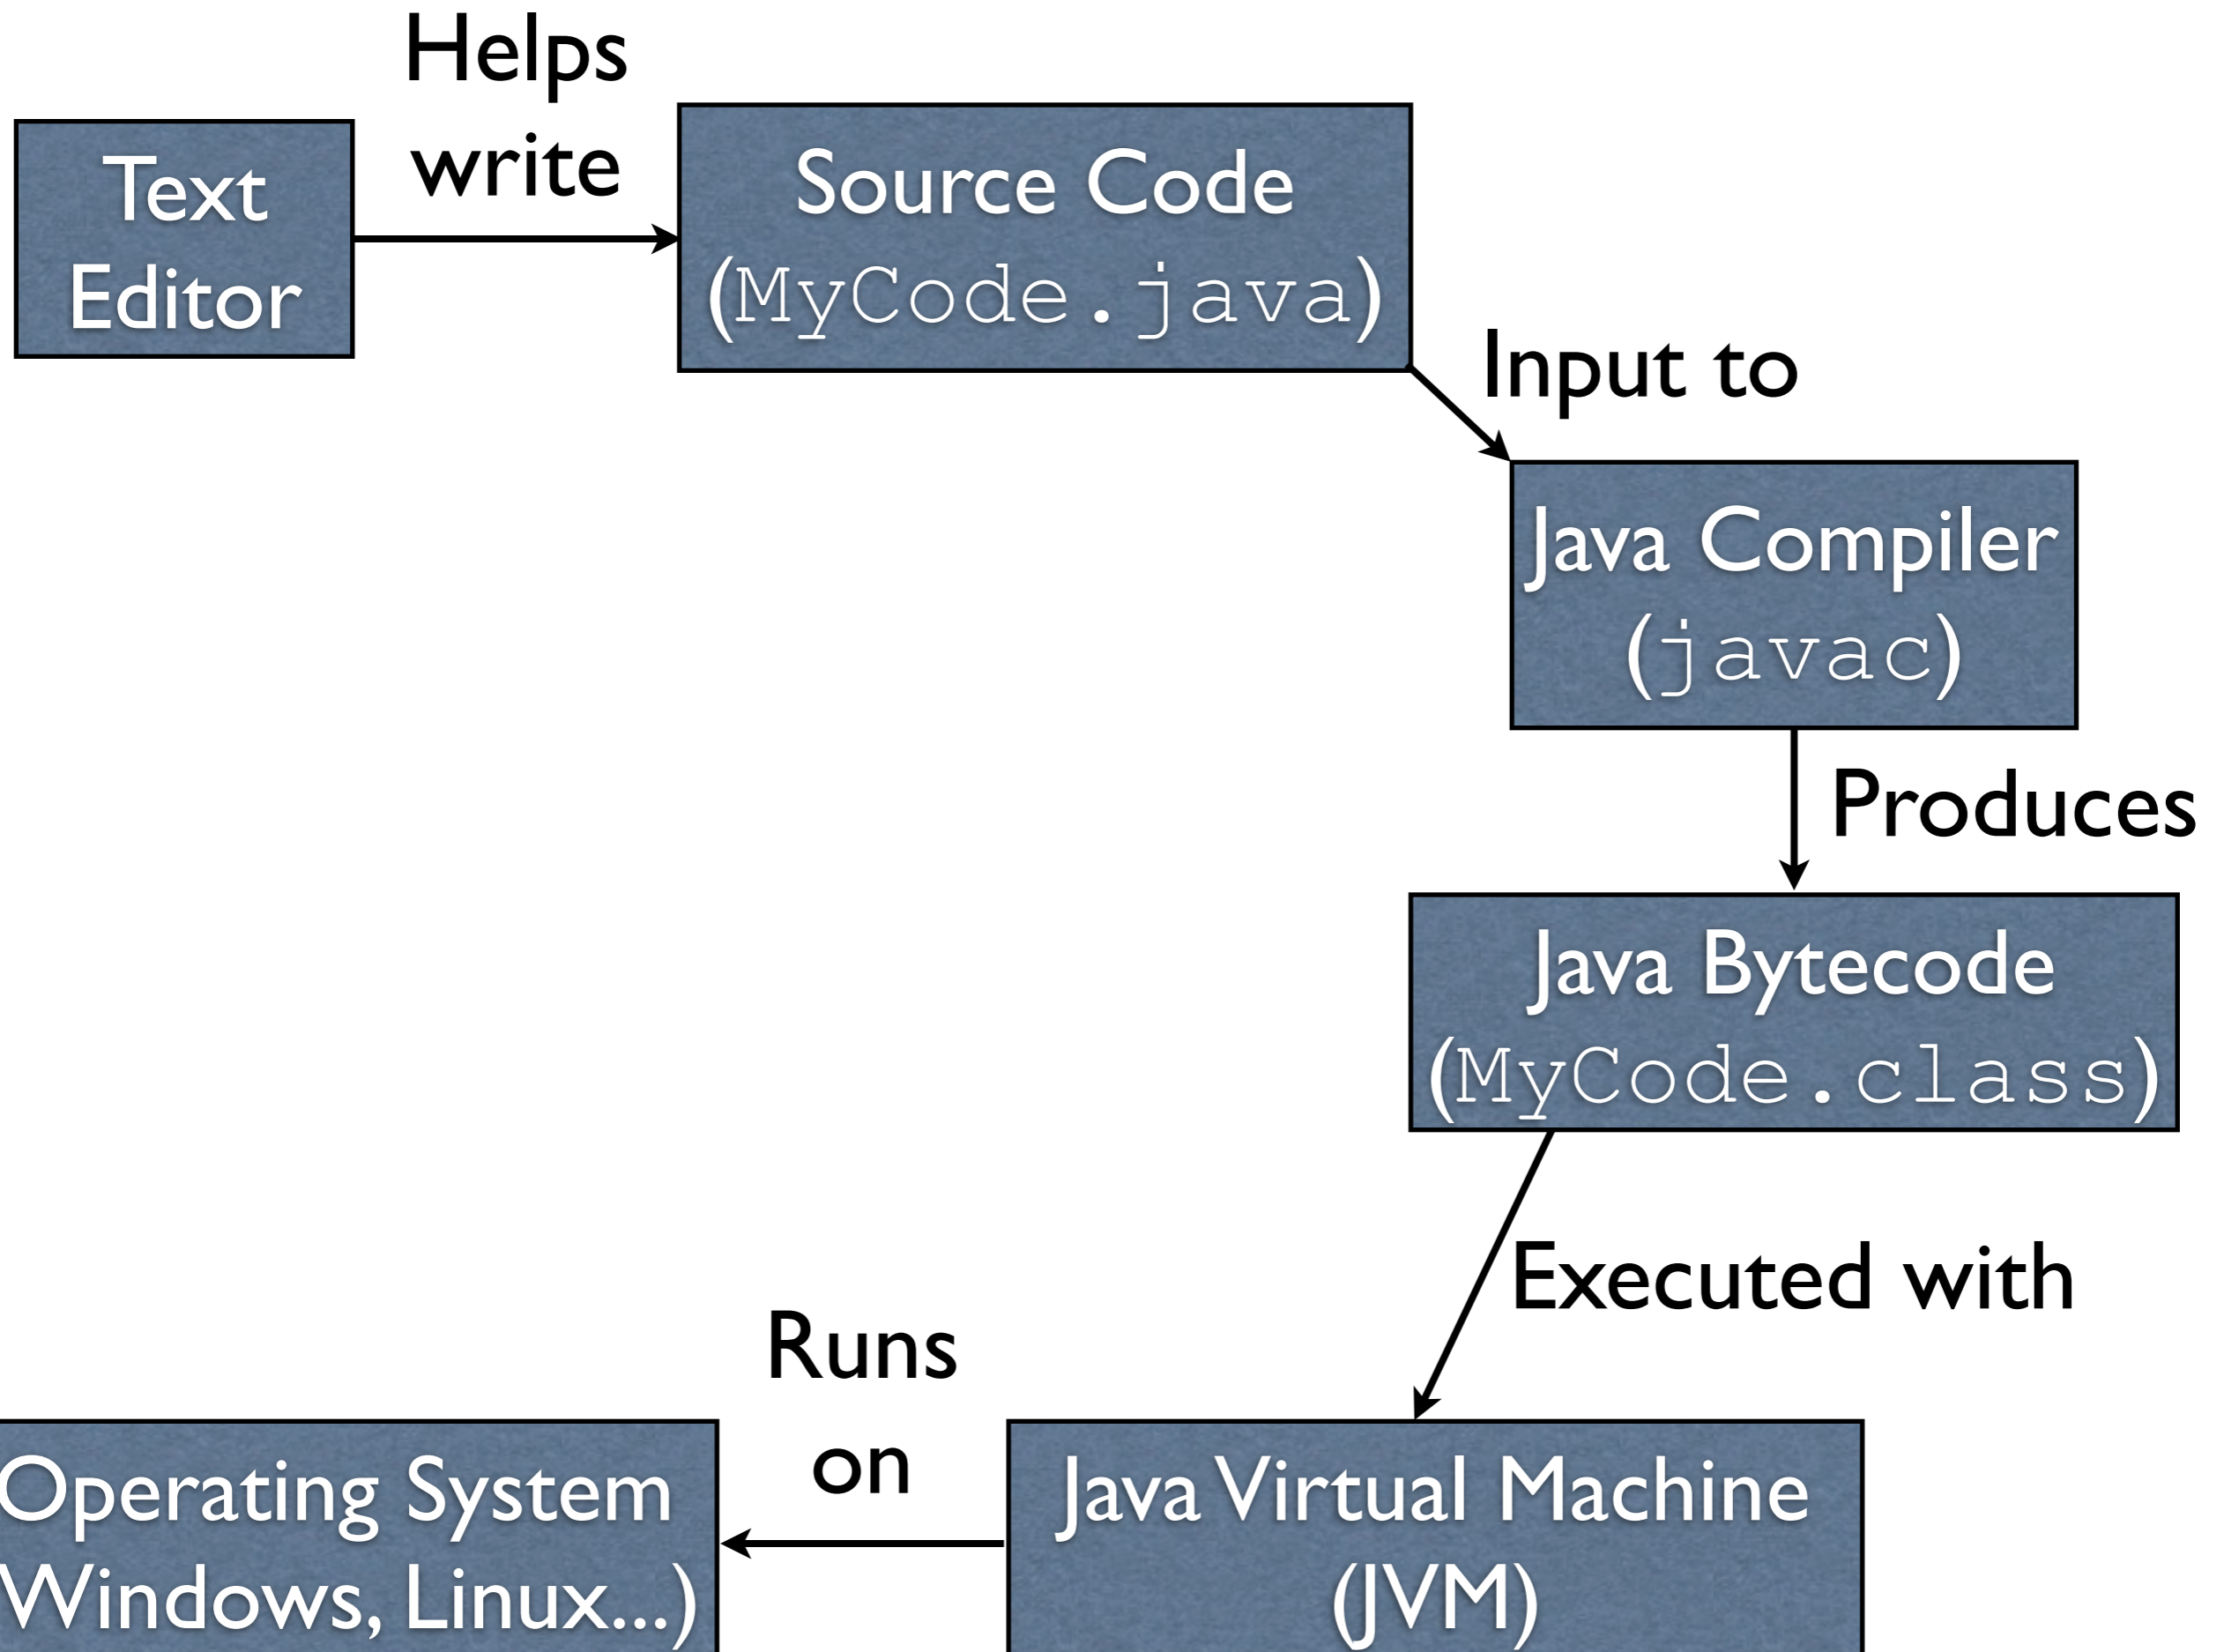 Helps
write
Text
Editor
Source Code
(MyCode.java)
Input to
Java Compiler
(javac)
Produces
Java Bytecode
(MyCode.class)
Executed with
Runs
on
Operating System
Windows, Linux...)
Java Virtual Machine
(JVM)